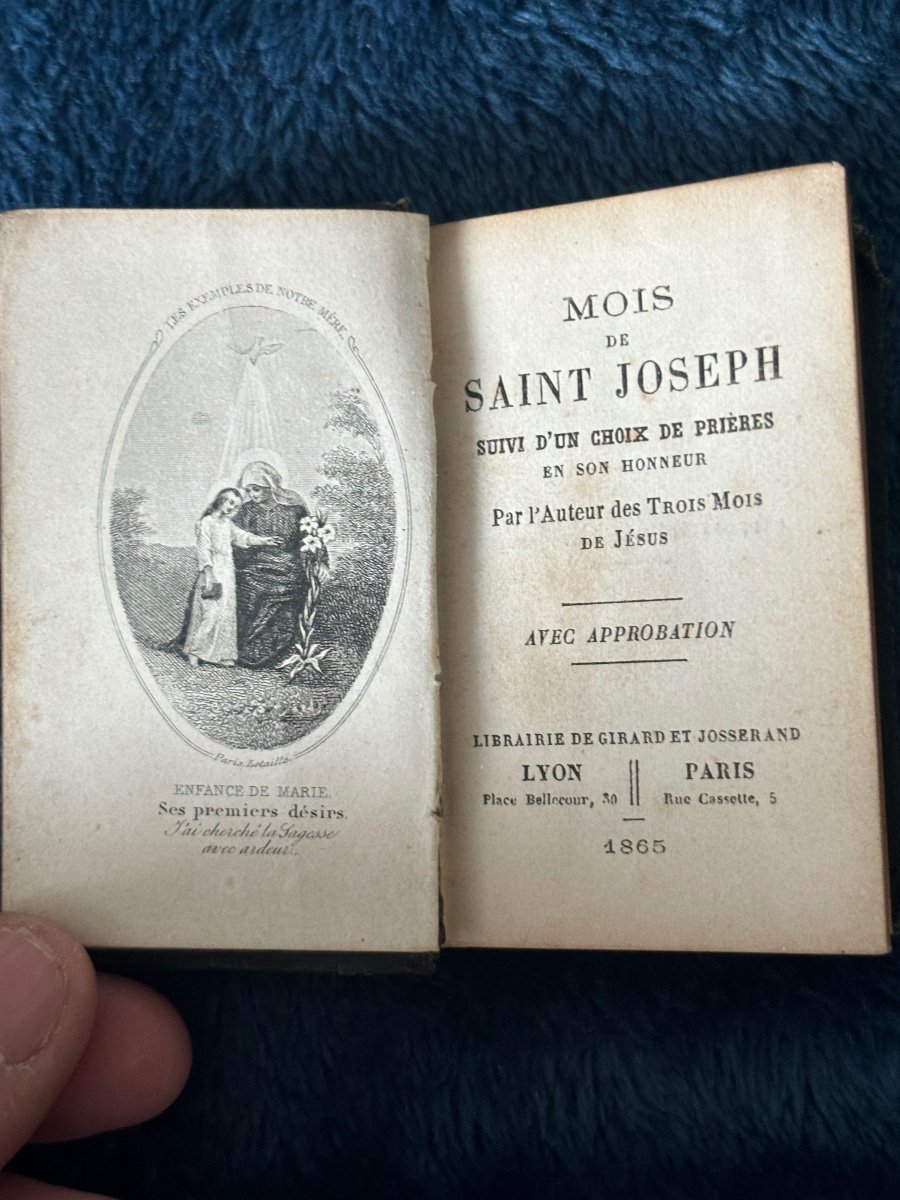 LES EXEMPLES DE NOTRE MÈRE.
Paris, Letaille.
ENFANCE DE MARIE.
Ses premiers désirs.
J'ai cherché la Sagesse
avec ardeur.
MOIS
DE
SAINT JOSEPH
SUIVI D'UN CHOIX DE PRIÈRES
EN SON HONNEUR
Par l'Auteur des TROIS MOIS
DE JÉSUS
AVEC APPROBATION
LIBRAIRIE DE GIRARD ET JOSSERAND
LYON
Place Bellecour, 30
PARIS
Rue Cassette, 5
1865